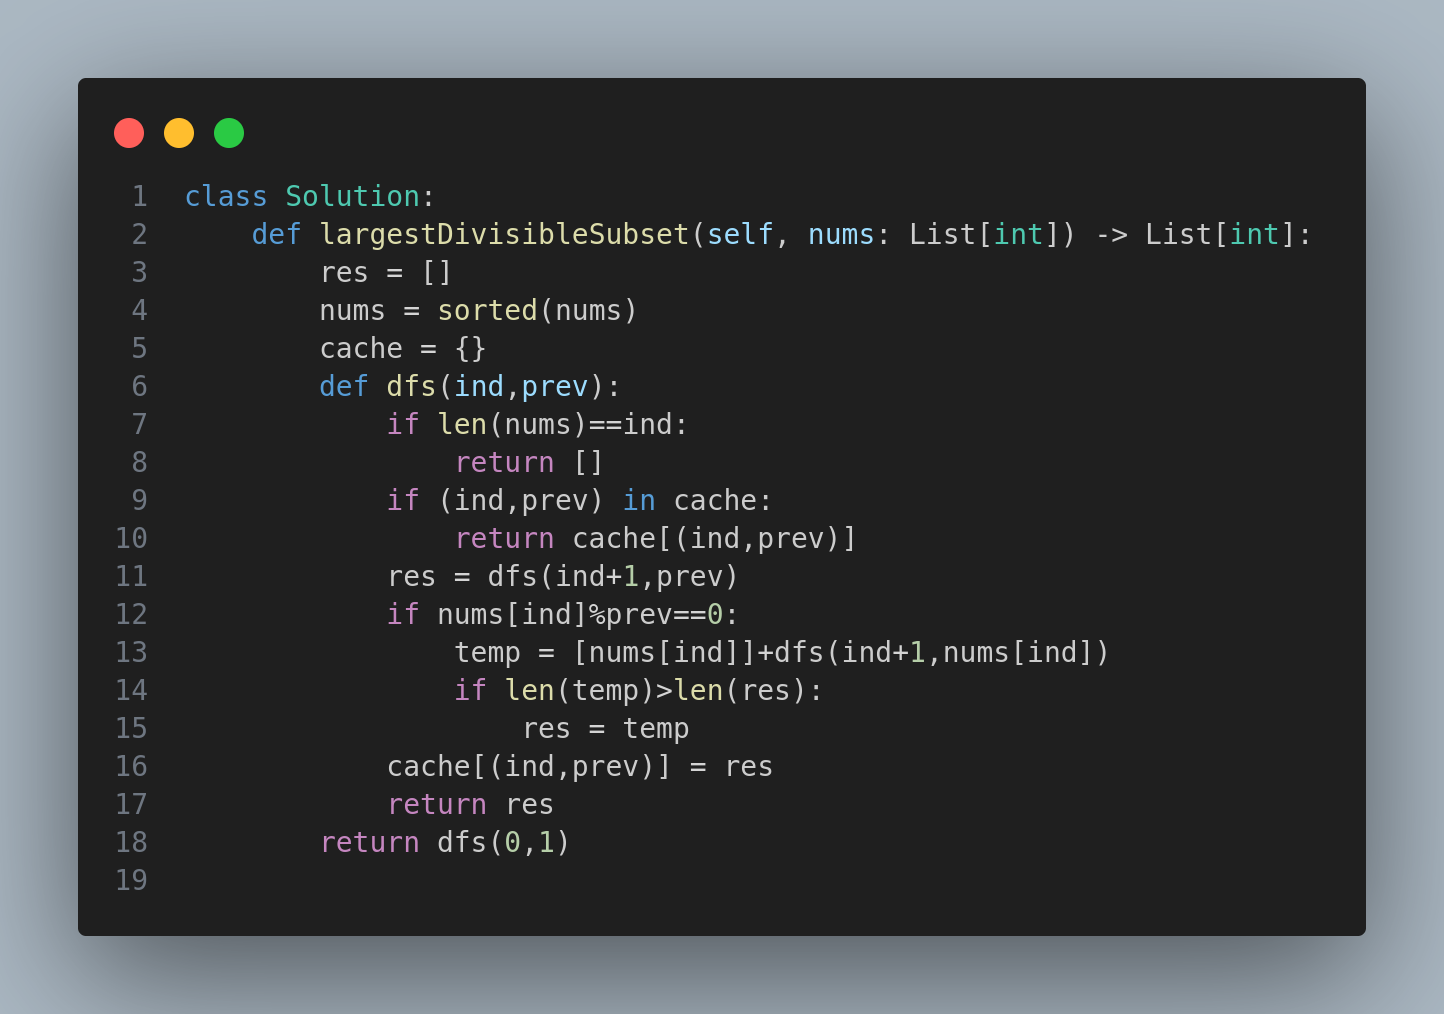 1 class Solution:
2     def largestDivisibleSubset(self, nums: List[int]) -> List[int]:
3         res = []
4         nums = sorted(nums)
5         cache = {}
6         def dfs(ind,prev):
7             if len(nums)==ind:
8                 return []
9             if (ind,prev) in cache:
10                 return cache[(ind,prev)]
11             res = dfs(ind+1,prev)
12             if nums[ind]%prev==0:
13                 temp = [nums[ind]]+dfs(ind+1,nums[ind])
14                 if len(temp)>len(res):
15                     res = temp
16             cache[(ind,prev)] = res
17             return res
18         return dfs(0,1)
19